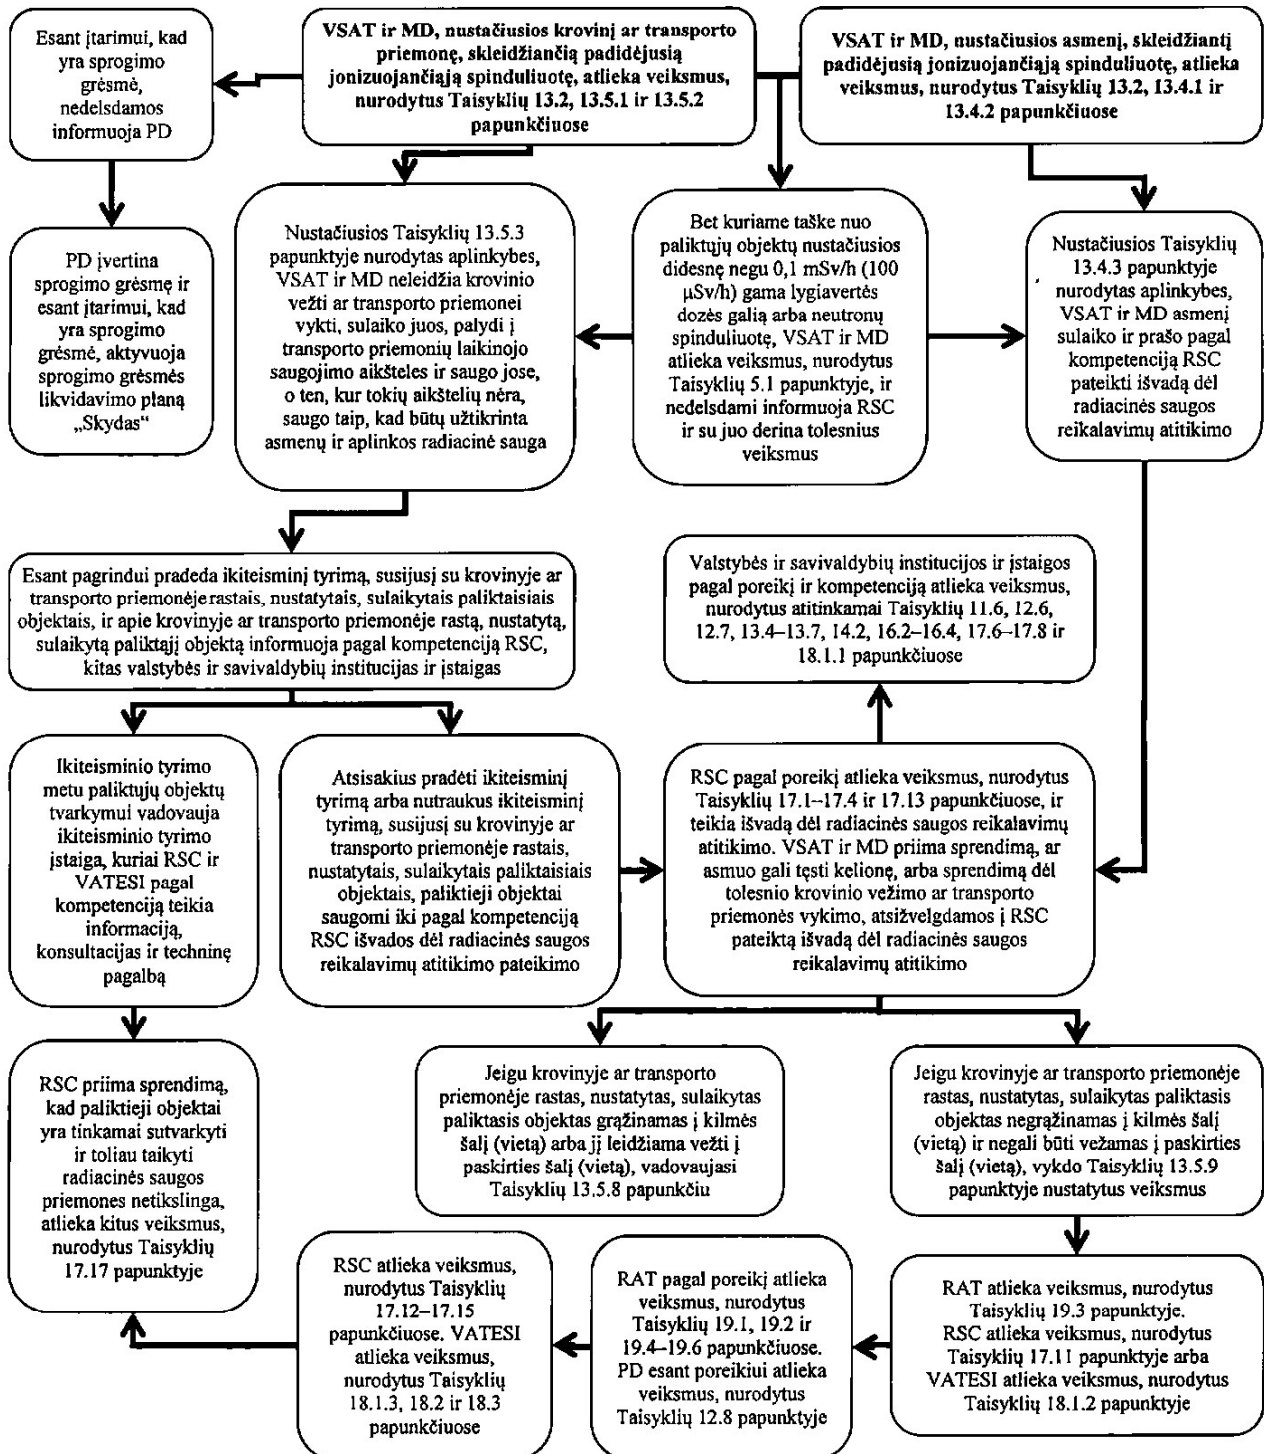 Esant įtarimui, kad
yra sprogimo
grėsmė,
nedelsdamos
informuoja PD
VSAT ir MD, nustačiusios krovinį ar transporto
priemonę, skleidžiančią padidėjusią
jonizuojančiąją spinduliuotę, atlieka veiksmus,
nurodytus Taisyklių 13.2, 13.5.1 ir 13.5.2
papunkčiuose
VSAT ir MD, nustačiusios asmenį, skleidžiantį
padidėjusią jonizuojančiąją spinduliuotę, atlieka
veiksmus, nurodytus Taisyklių 13.2, 13.4.1 ir
13.4.2 papunkčiuose
PD įvertina
sprogimo grėsmę ir
esant įtarimui, kad
yra sprogimo
grėsmė, aktyvuoja
sprogimo grėsmės
likvidavimo planą
„Skydas“
Nustačiusios Taisyklių 13.5.3
papunktyje nurodytas aplinkybes,
VSAT ir MD neleidžia krovinio
vežti ar transporto priemonei
vykti, sulaiko juos, palydi į
transporto priemonių laikinojo
saugojimo aikšteles ir saugo jose,
o ten, kur tokių aikštelių nėra,
saugo taip, kad būtų užtikrinta
asmenų ir aplinkos radiacinė sauga
Bet kuriame taške nuo
paliktųjų objektų nustačiusios
didesnę negu 0,1 mSv/h (100
µSv/h) gama lygiavertės
dozės galią arba neutronų
spinduliuotę, VSAT ir MD
atlieka veiksmus, nurodytus
Taisyklių 5.1 papunktyje, ir
nedelsdami informuoja RSC
ir su juo derina tolesnius
veiksmus
Nustačiusios Taisyklių
13.4.3 papunktyje
nurodytas aplinkybes,
VSAT ir MD asmenį
sulaiko ir prašo pagal
kompetenciją RSC
pateikti išvadą dėl
radiacinės saugos
reikalavimų atitikimo
Esant pagrindui pradeda ikiteisminį tyrimą, susijusį su krovinyje ar
transporto priemonėje rastais, nustatytais, sulaikytais paliktaisiais
objektais, ir apie krovinyje ar transporto priemonėje rastą, nustatytą,
sulaikytą paliktąjį objektą informuoja pagal kompetenciją RSC,
kitas valstybės ir savivaldybių institucijas ir įstaigas
Valstybės ir savivaldybių institucijos ir įstaigos
pagal poreikį ir kompetenciją atlieka veiksmus,
nurodytus atitinkamai Taisyklių 11.6, 12.6,
12.7, 13.4–13.7, 14.2, 16.2–16.4, 17.6–17.8 ir
18.1.1 papunkčiuose
Ikiteisminio tyrimo
metu paliktųjų objektų
tvarkymui vadovauja
ikiteisminio tyrimo
įstaiga, kuriai RSC ir
VATESI pagal
kompetenciją teikia
informaciją,
konsultacijas ir techninę
pagalbą
Atsisakius pradėti ikiteisminį
tyrimą arba nutraukus ikiteisminį
tyrimą, susijusį su krovinyje ar
transporto priemonėje rastais,
nustatytais, sulaikytais paliktaisiais
objektais, paliktieji objektai
saugomi iki pagal kompetenciją
RSC išvados dėl radiacinės saugos
reikalavimų atitikimo pateikimo
RSC pagal poreikį atlieka veiksmus, nurodytus
Taisyklių 17.1–17.4 ir 17.13 papunkčiuose, ir
teikia išvadą dėl radiacinės saugos reikalavimų
atitikimo. VSAT ir MD priima sprendimą, ar
asmuo gali tęsti kelionę, arba sprendimą dėl
tolesnio krovinio vežimo ar transporto
priemonės vykimo, atsižvelgdamos į RSC
pateiktą išvadą dėl radiacinės saugos
reikalavimų atitikimo
RSC priima sprendimą,
kad paliktieji objektai
yra tinkamai sutvarkyti
ir toliau taikyti
radiacinės saugos
priemones netikslinga,
atlieka kitus veiksmus,
nurodytus Taisyklių
17.17 papunktyje
Jeigu krovinyje ar transporto
priemonėje rastas, nustatytas, sulaikytas
paliktasis objektas grąžinamas į kilmės
šalį (vietą) arba jį leidžiama vežti į
paskirties šalį (vietą), vadovaujasi
Taisyklių 13.5.8 papunkčiu
Jeigu krovinyje ar transporto priemonėje
rastas, nustatytas, sulaikytas paliktasis
objektas negrąžinamas į kilmės šalį
(vietą) ir negali būti vežamas į paskirties
šalį (vietą), vykdo Taisyklių 13.5.9
papunktyje nustatytus veiksmus
RSC atlieka veiksmus,
nurodytus Taisyklių
17.12–17.15
papunkčiuose. VATESI
atlieka veiksmus,
nurodytus Taisyklių
18.1.3, 18.2 ir 18.3
papunkčiuose
RAT pagal poreikį atlieka
veiksmus, nurodytus
Taisyklių 19.1, 19.2 ir
19.4–19.6 papunkčiuose.
PD esant poreikiui atlieka
veiksmus, nurodytus
Taisyklių 12.8 papunktyje
RAT atlieka veiksmus, nurodytus
Taisyklių 19.3 papunktyje.
RSC atlieka veiksmus, nurodytus
Taisyklių 17.11 papunktyje arba
VATESI atlieka veiksmus, nurodytus
Taisyklių 18.1.2 papunktyje